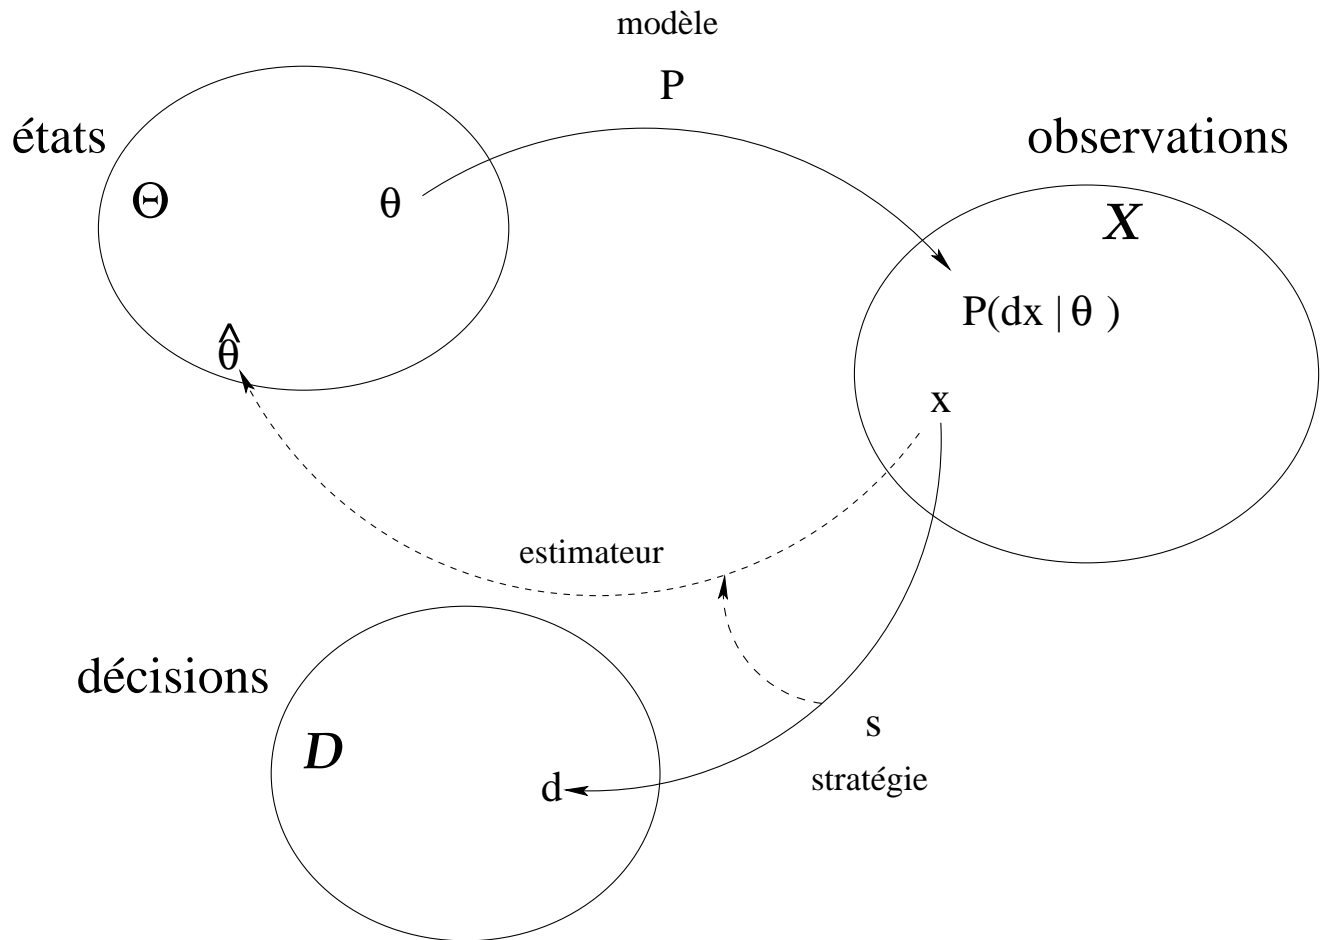 modèle
P
états
observations
Θ
θ
X
P(dx | θ )
θ̂
x
estimateur
décisions
s
D
stratégie
d